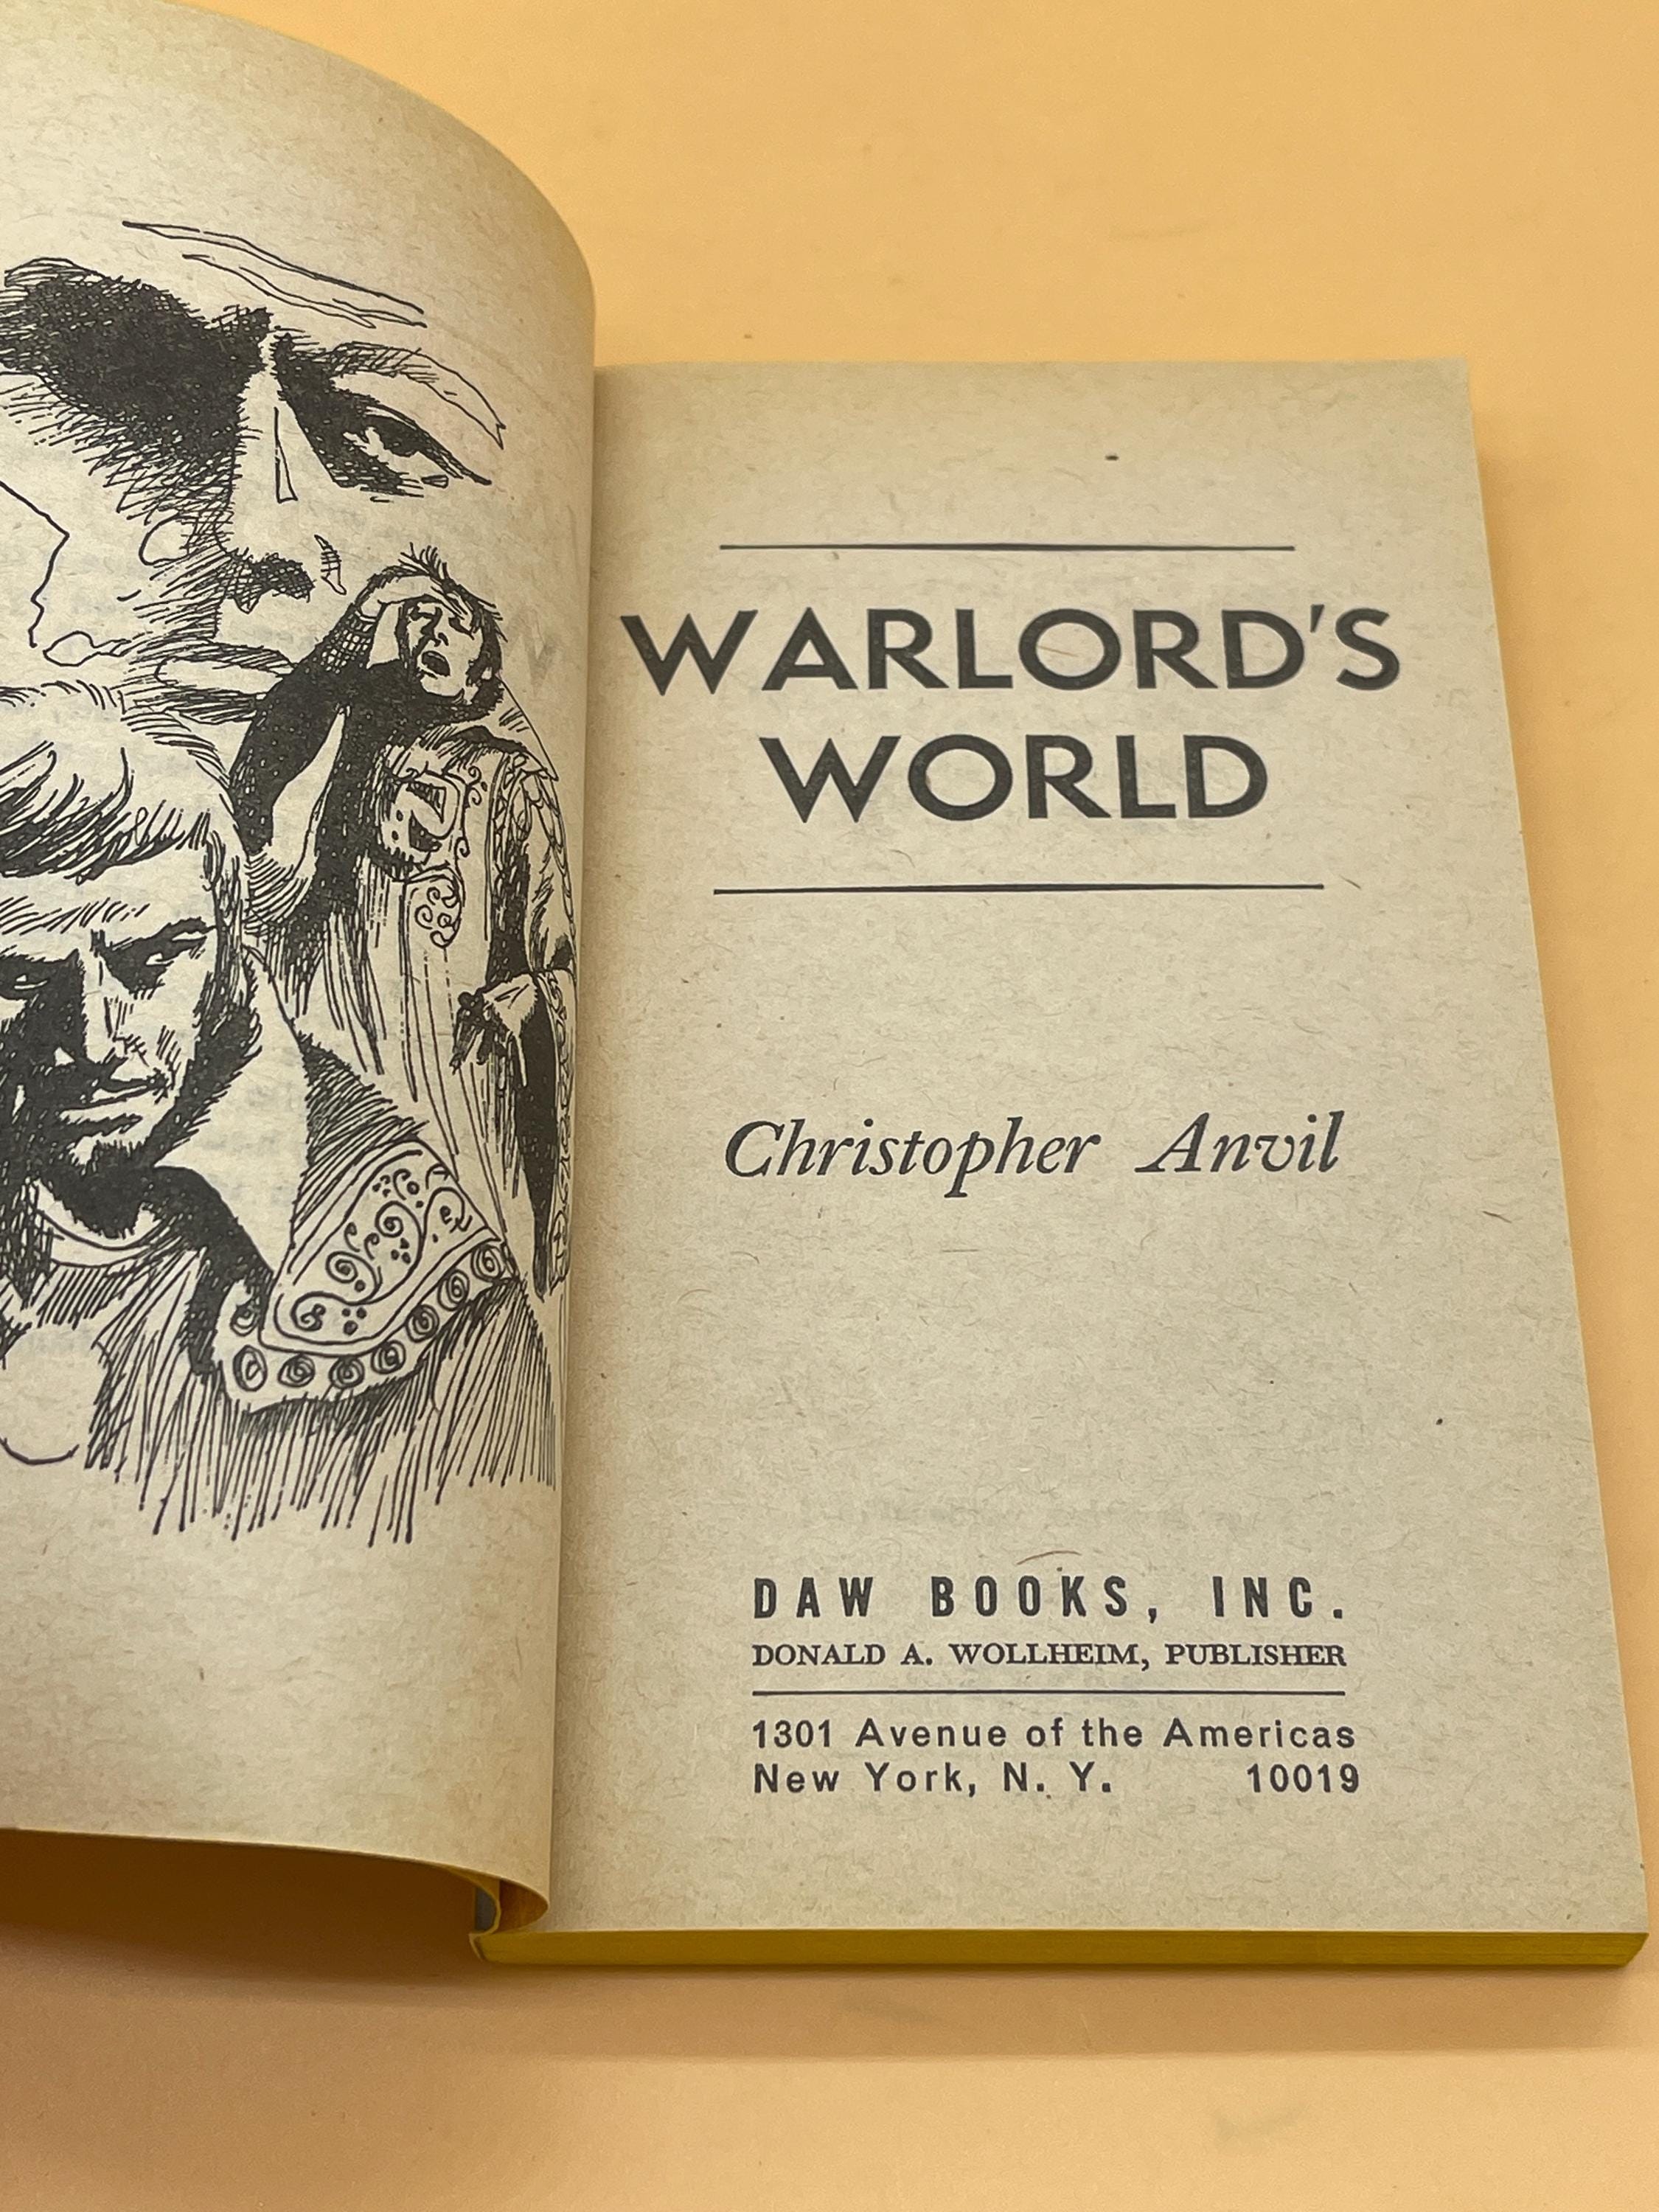 WARLORD'S
WORLD
Christopher Anvil
DAW BOOKS, INC.
DONALD A. WOLLHEIM, PUBLISHER
1301 Avenue of the Americas
New York, N. Y. 10019